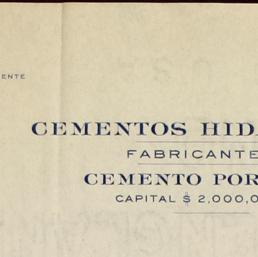 ENTE
CEMENTOS HIDA
FABRICANTE
CEMENTO POR
CAPITAL $ 2,000,0